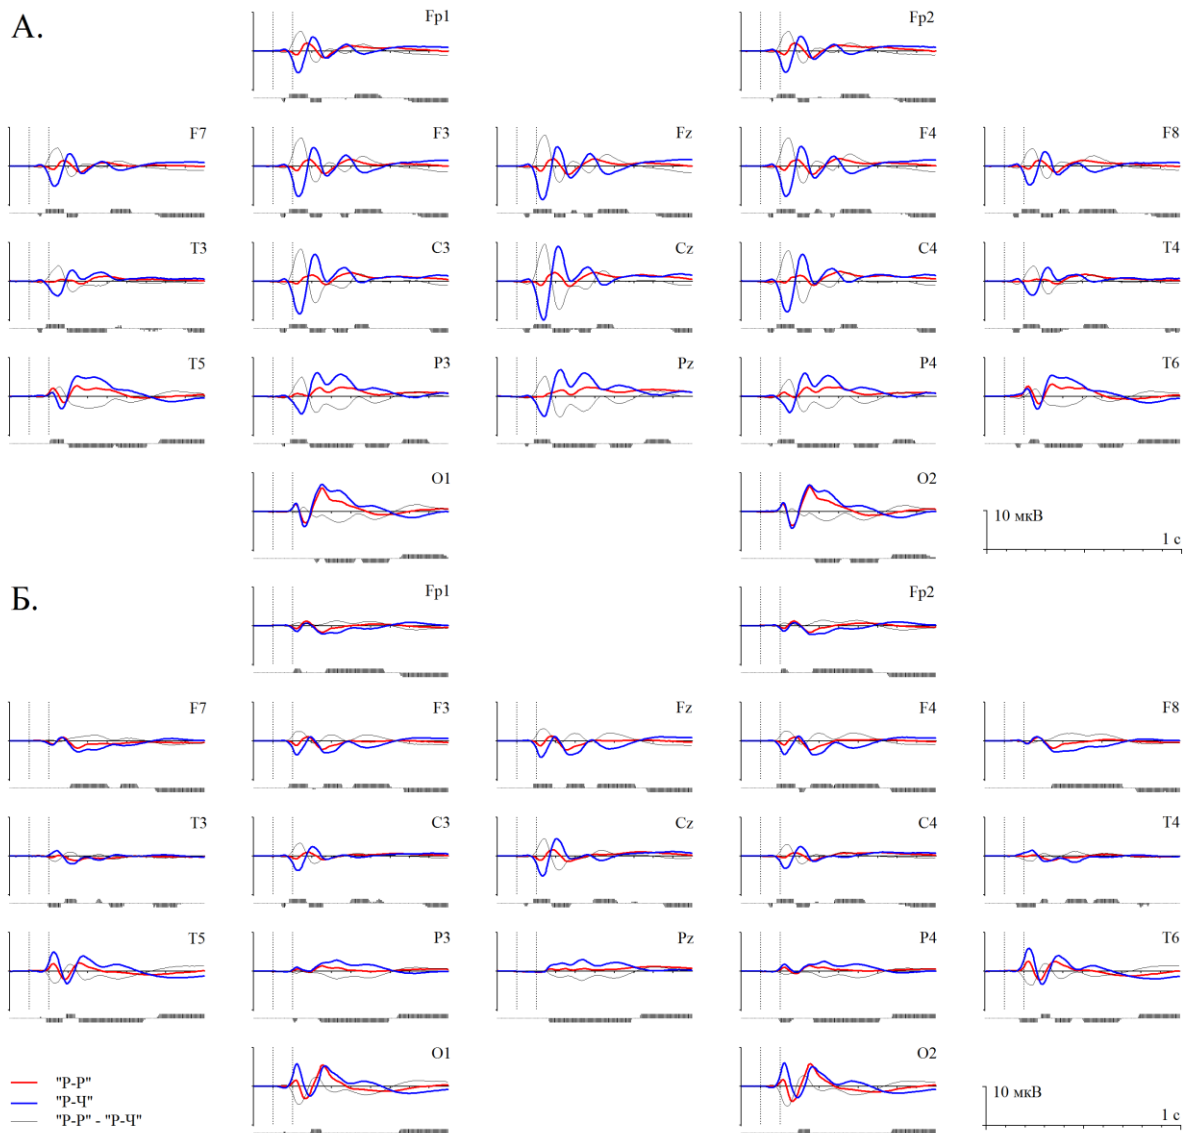 А.
Fp1 Fp2
F7 F3 Fz F4 F8
T3 C3 Cz C4 T4
T5 P3 Pz P4 T6
O1 O2
10 мкВ
1 с
Б.
Fp1 Fp2
F7 F3 Fz F4 F8
T3 C3 Cz C4 T4
T5 P3 Pz P4 T6
O1 O2
"Р-Р"
"Р-Ч"
"Р-Р" - "Р-Ч"
10 мкВ
1 с